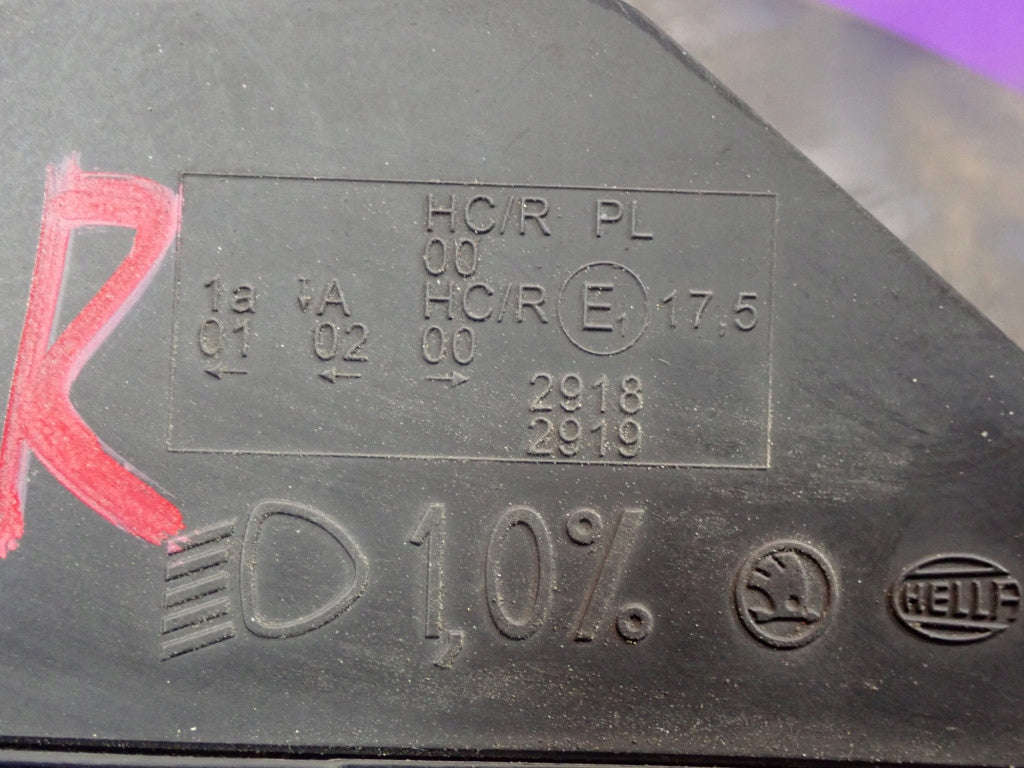 R
HC/R PL
00
1a A HC/R E1 17,5
01 02 00
← ← →
2918
2919
1,0%
HELLA